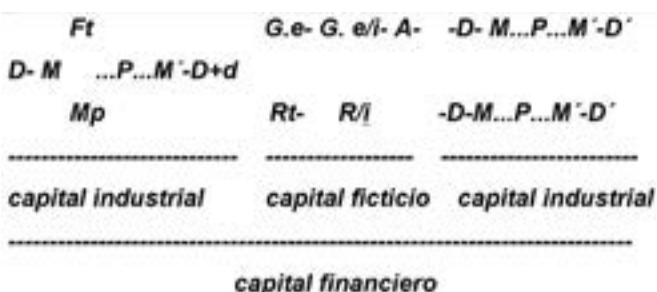 Ft G.e- G. e/i- A- -D- M...P...M´-D´
D- M ...P...M´-D+d
Mp Rt- R/i -D-M...P...M´-D´
capital industrial capital ficticio capital industrial
capital financiero